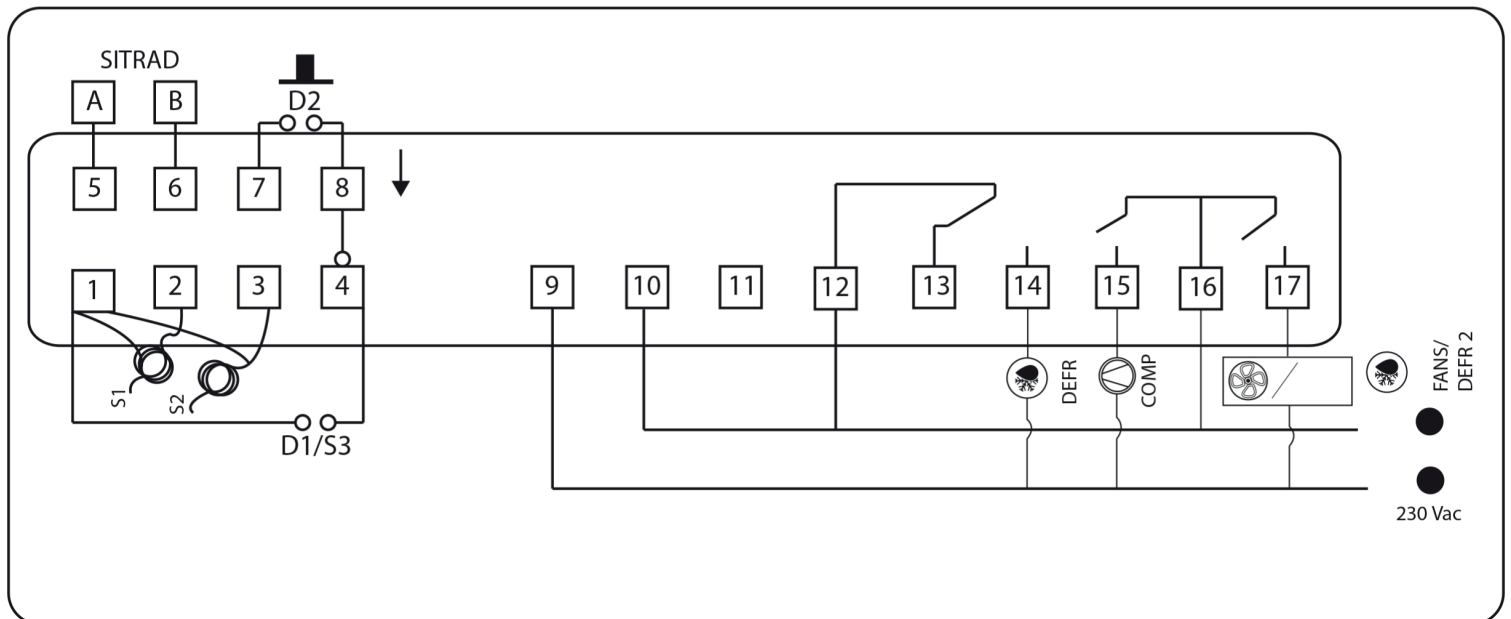 SITRAD
A B
D2
5 6 7 8
1 2 3 4 9 10 11 12 13 14 15 16 17
S1
S2
D1/S3
DEFR
COMP
FANS/
DEFR 2
230 Vac